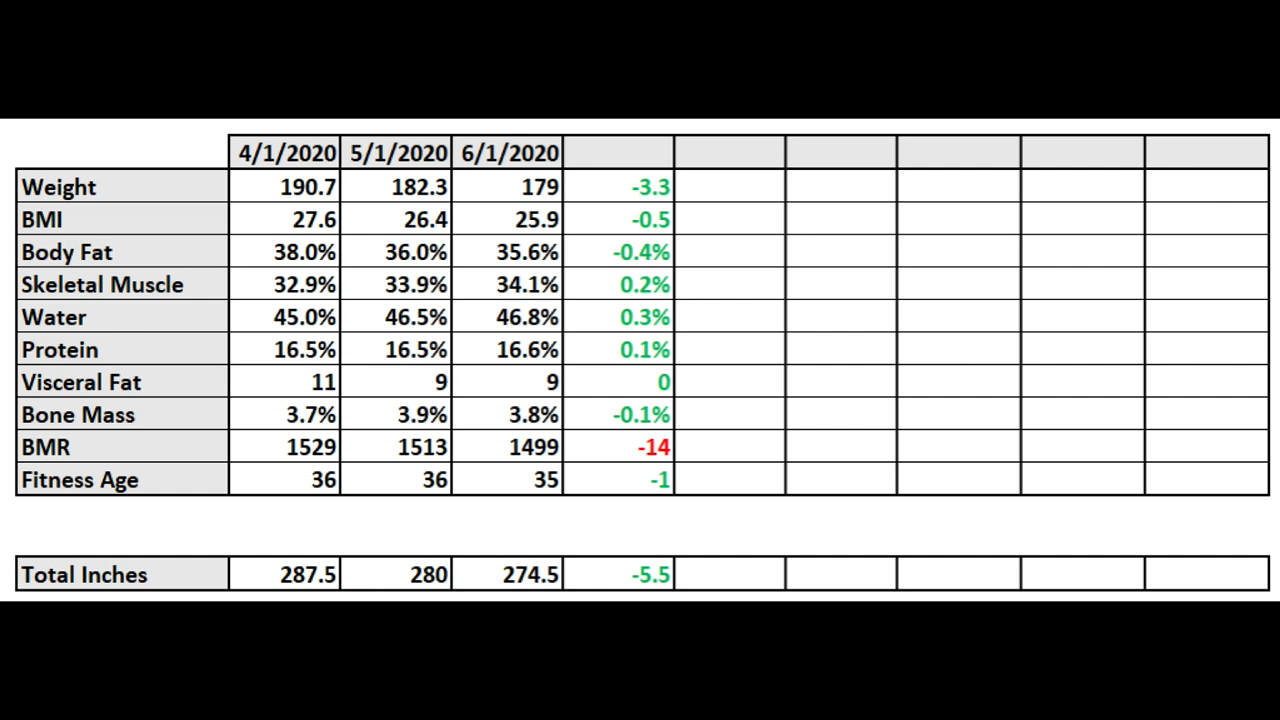 4/1/2020 5/1/2020 6/1/2020
Weight 190.7 182.3 179 -3.3
BMI 27.6 26.4 25.9 -0.5
Body Fat 38.0% 36.0% 35.6% -0.4%
Skeletal Muscle 32.9% 33.9% 34.1% 0.2%
Water 45.0% 46.5% 46.8% 0.3%
Protein 16.5% 16.5% 16.6% 0.1%
Visceral Fat 11 9 9 0
Bone Mass 3.7% 3.9% 3.8% -0.1%
BMR 1529 1513 1499 -14
Fitness Age 36 36 35 -1
Total Inches 287.5 280 274.5 -5.5